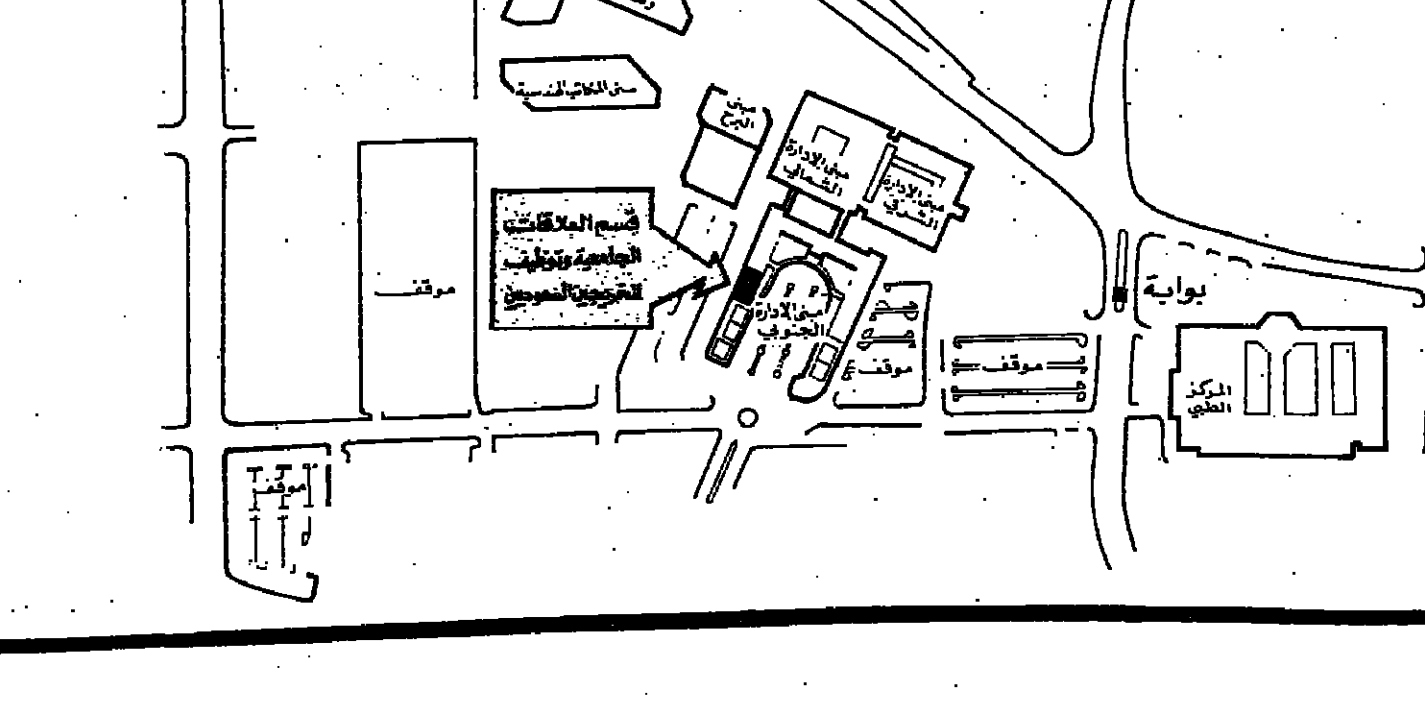 مبنى المكاتب الهندسية
مبنى
البرج
مبنى الإدارة
الشمالي
مبنى الإدارة
الشرقي
قسم العلاقات
الجامعية وتوظيف
الخريجين السعوديين
موقف
مبنى الإدارة
الجنوبي
بوابة
موقف
موقف
المركز
الطبي
موقف